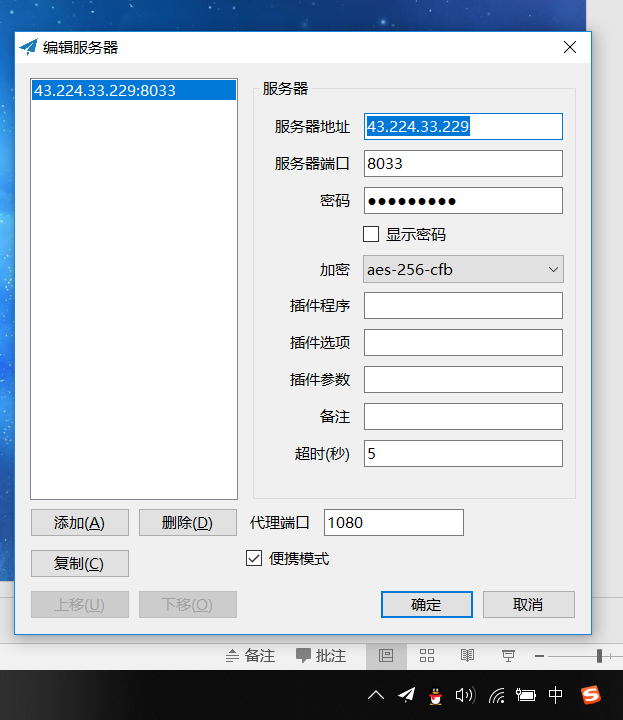 编辑服务器
43.224.33.229:8033
服务器
服务器地址 43.224.33.229
服务器端口 8033
密码 ●●●●●●●●●
显示密码
加密 aes-256-cfb
插件程序
插件选项
插件参数
备注
超时(秒) 5
添加(A) 删除(D) 代理端口 1080
复制(C) 便携模式
上移(U) 下移(O) 确定 取消
备注 批注
中 S